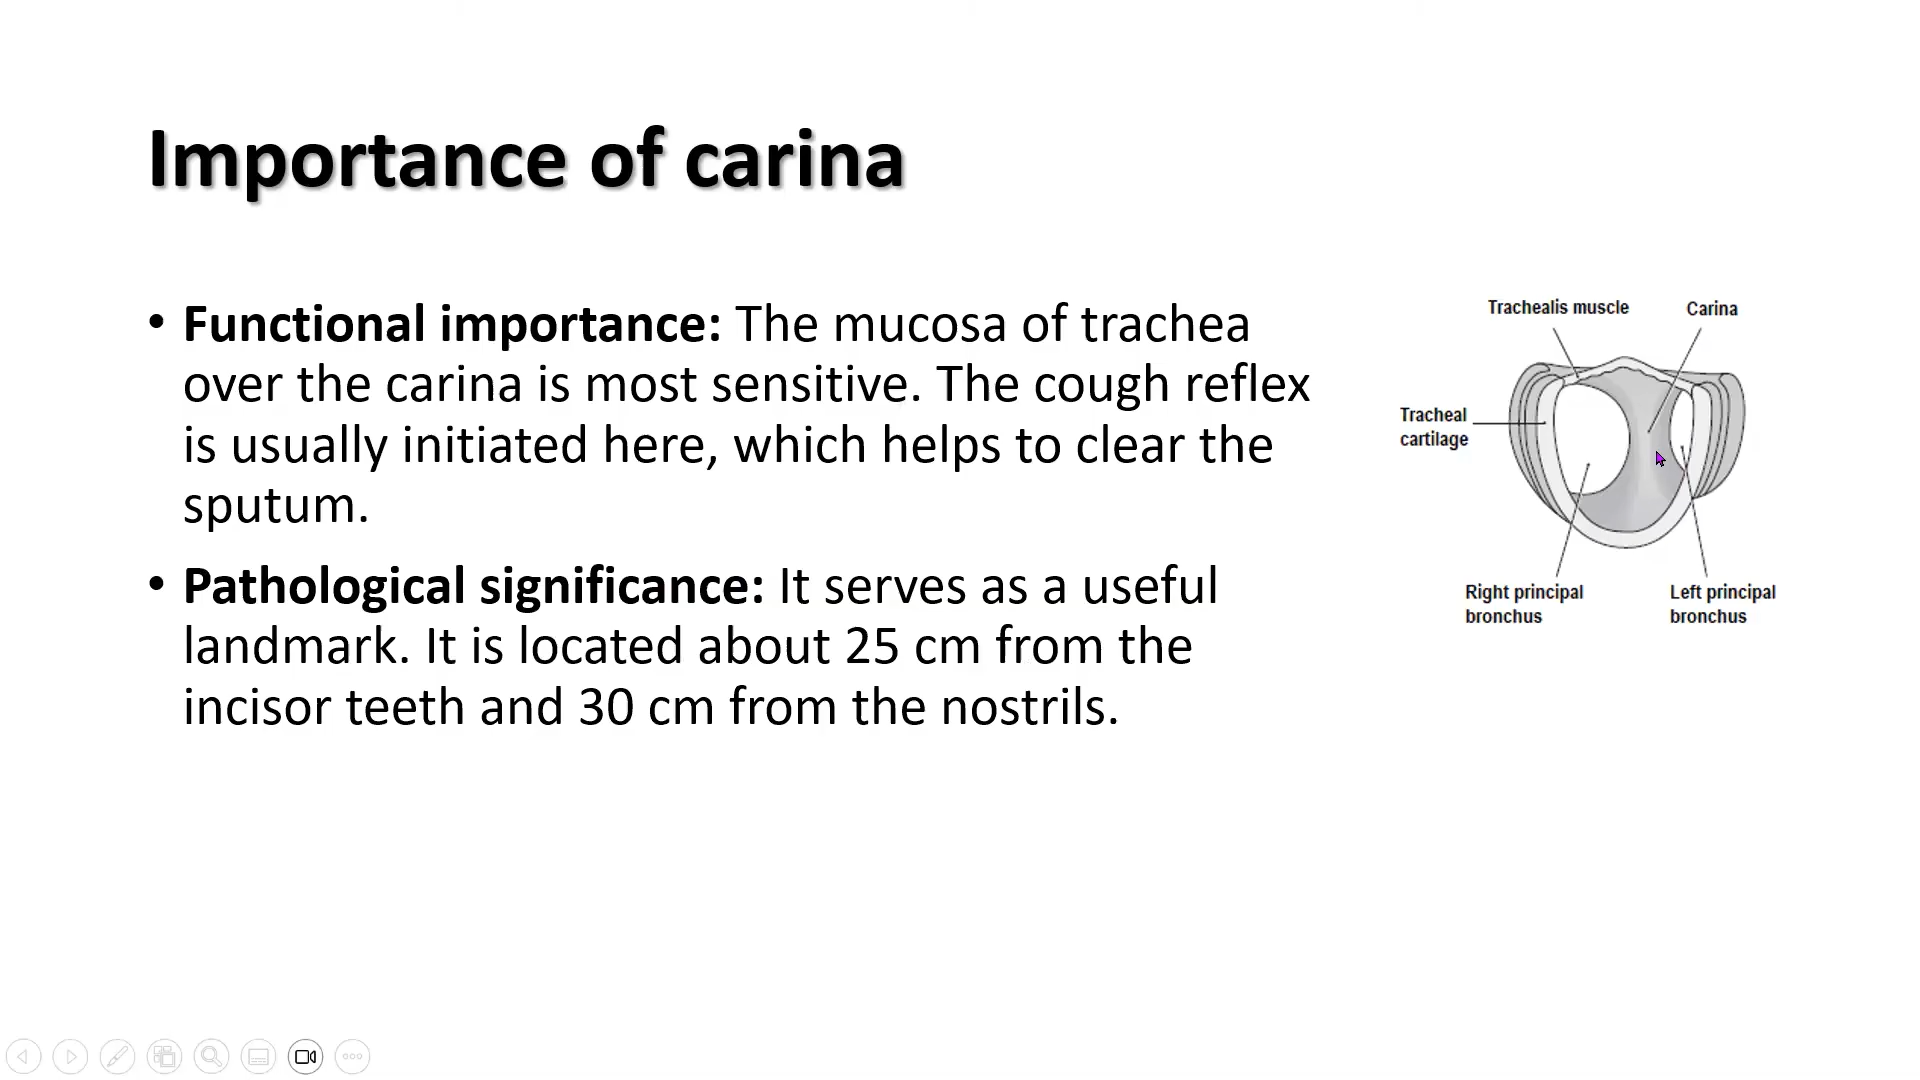 Importance of carina
• Functional importance: The mucosa of trachea
over the carina is most sensitive. The cough reflex
is usually initiated here, which helps to clear the
sputum.
• Pathological significance: It serves as a useful
landmark. It is located about 25 cm from the
incisor teeth and 30 cm from the nostrils.
Trachealis muscle
Carina
Tracheal
cartilage
Right principal
bronchus
Left principal
bronchus